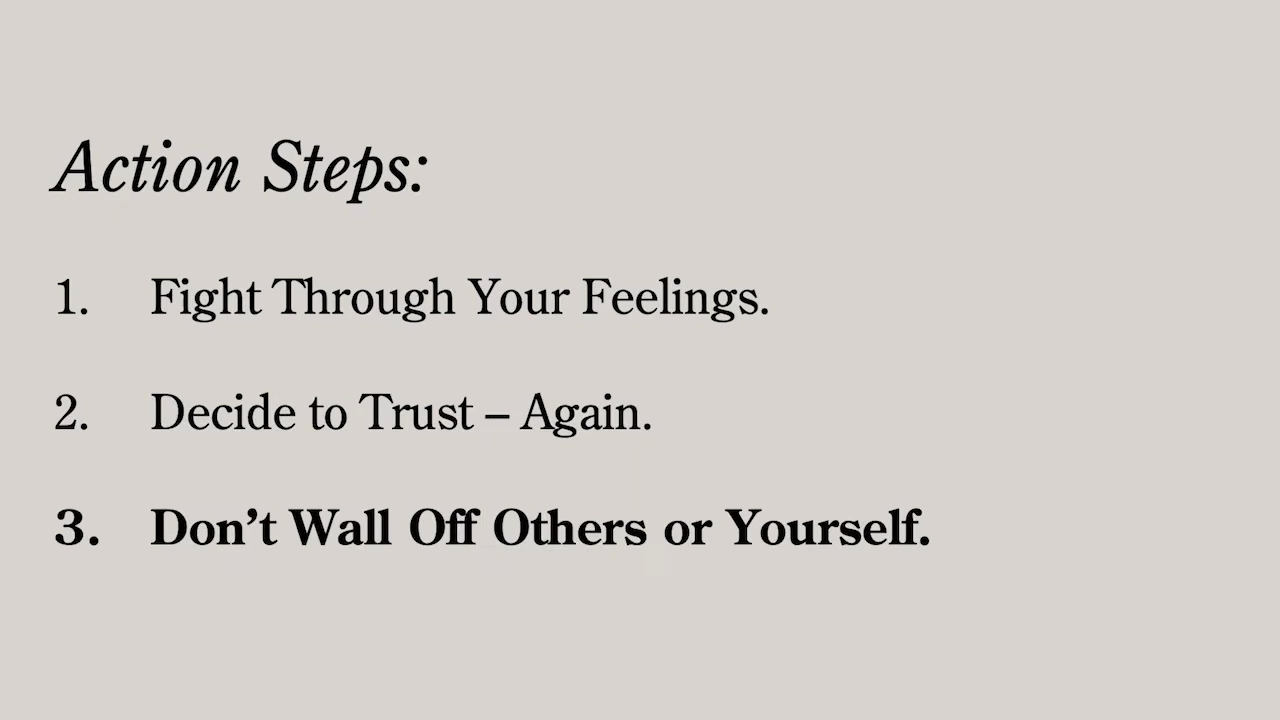 Action Steps:
1. Fight Through Your Feelings.
2. Decide to Trust – Again.
3. Don’t Wall Off Others or Yourself.